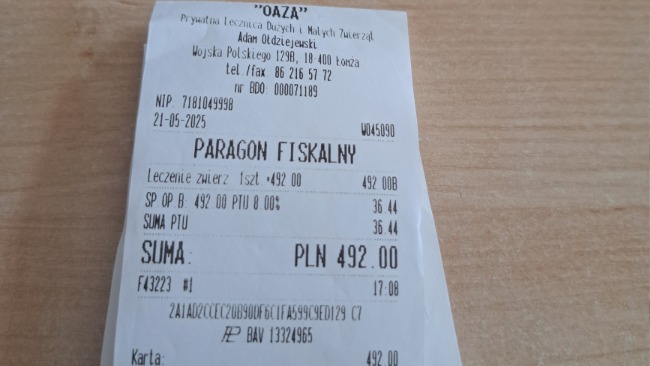 "OAZA"
Prywatna Lecznica Dużych i Małych Zwierząt
Adam Ołdziejewski
Wojska Polskiego 129B, 18-400 Łomża
tel./fax 86 216 57 72
nr BDO: 000071189
NIP: 7181049998
21-05-2025 W045090
PARAGON FISKALNY
Leczenie zwierz 1szt *492.00 492.00B
SP OP B: 492.00 PTU 8.00% 36.44
SUMA PTU 36.44
SUMA: PLN 492.00
F43223 #1 17:08
2A1AD2CCEC20B90DF6C1FA599C9ED129 C7
BAV 13324965
Karta: 492.00